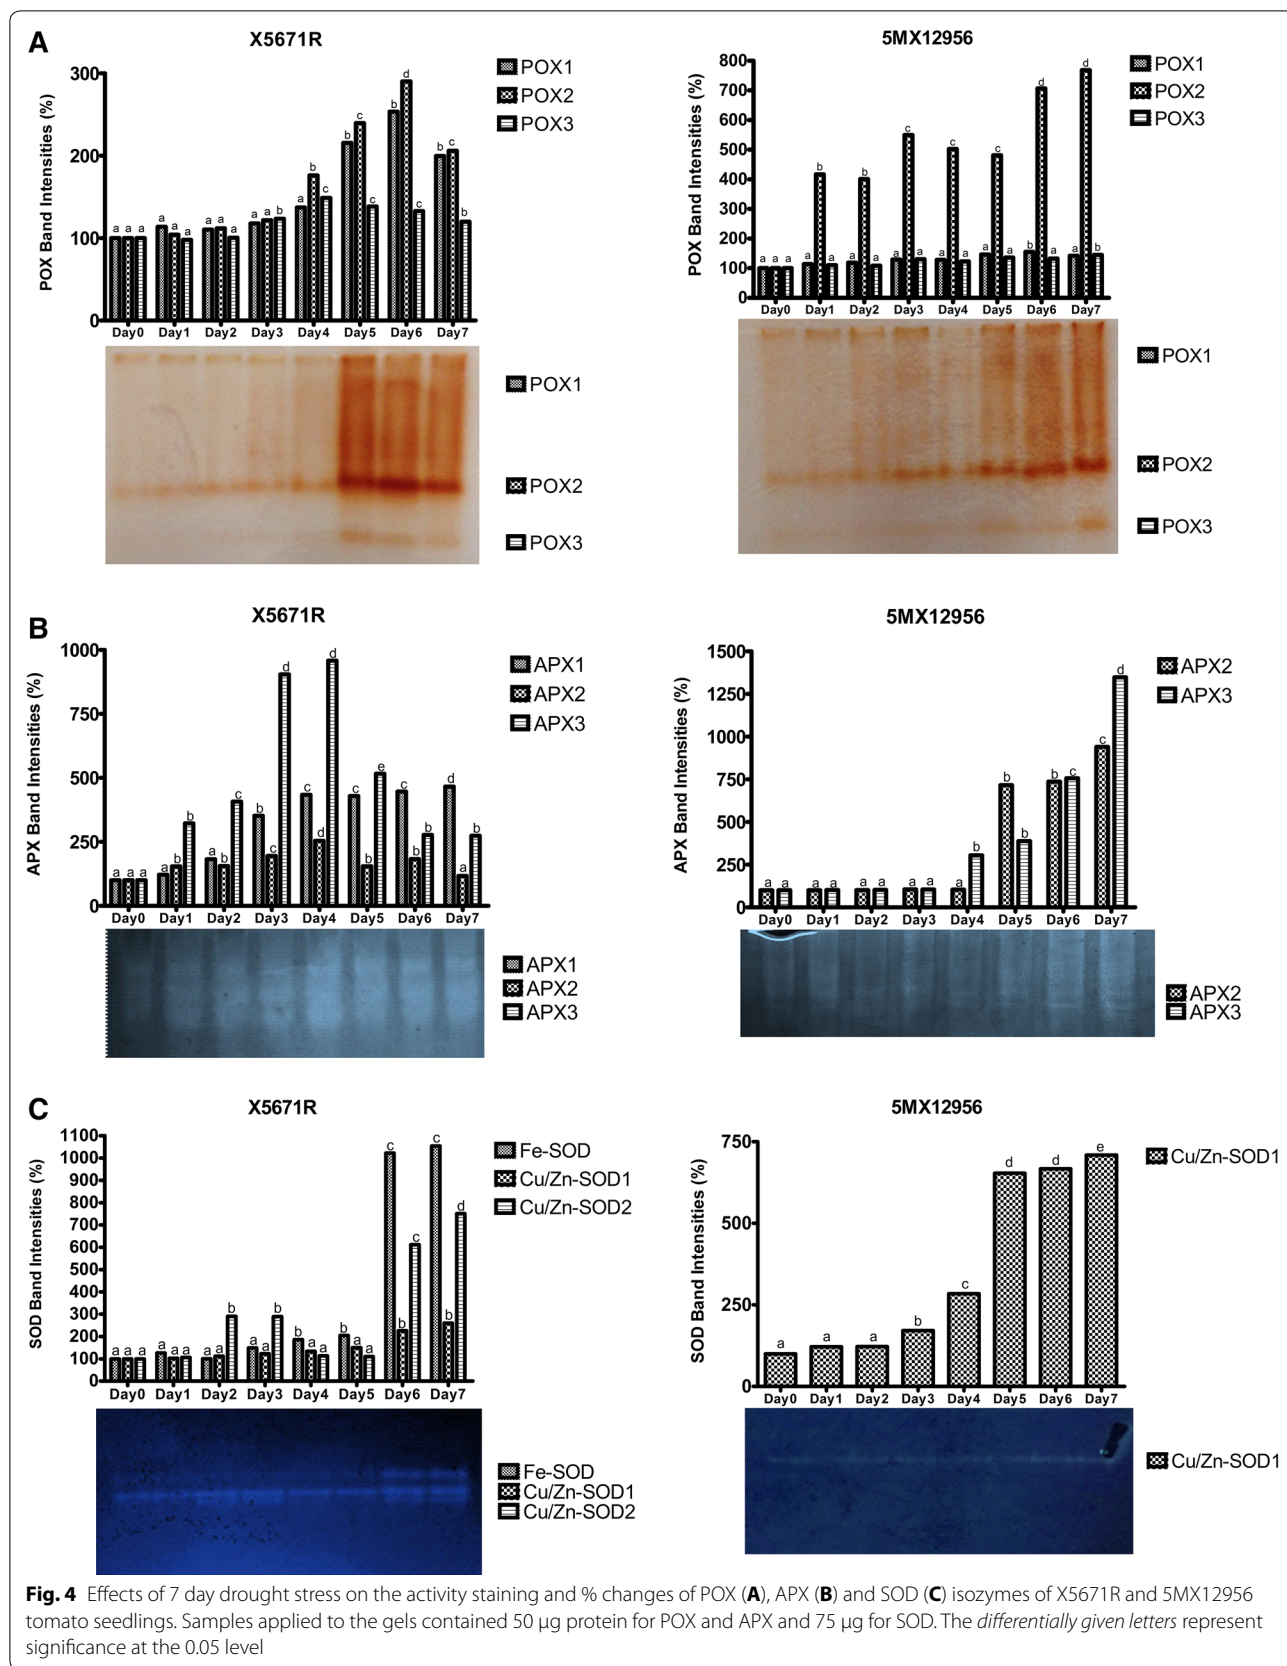 A
X5671R
POX Band Intensities (%)
300
200
100
0
a a a a a a a a a a a b a b c b c c b d c b c b
Day0 Day1 Day2 Day3 Day4 Day5 Day6 Day7
POX1
POX2
POX3
POX1
POX2
POX3
5MX12956
POX Band Intensities (%)
800
700
600
500
400
300
200
100
0
a a a a b a a b a a c a a c a a c a b d a a d b
Day0 Day1 Day2 Day3 Day4 Day5 Day6 Day7
POX1
POX2
POX3
POX1
POX2
POX3
B
X5671R
APX Band Intensities (%)
1000
750
500
250
0
a a a a b b a b c b c d c d d c b e c b b d a b
Day0 Day1 Day2 Day3 Day4 Day5 Day6 Day7
APX1
APX2
APX3
APX1
APX2
APX3
5MX12956
APX Band Intensities (%)
1500
1250
1000
750
500
250
0
a a a a a a a a a b b b b c c d
Day0 Day1 Day2 Day3 Day4 Day5 Day6 Day7
APX2
APX3
APX2
APX3
C
X5671R
SOD Band Intensities (%)
1100
1000
900
800
700
600
500
400
300
200
100
0
a a a a a a a a b a a b b a a b a a c b c c b d
Day0 Day1 Day2 Day3 Day4 Day5 Day6 Day7
Fe-SOD
Cu/Zn-SOD1
Cu/Zn-SOD2
Fe-SOD
Cu/Zn-SOD1
Cu/Zn-SOD2
5MX12956
SOD Band Intensities (%)
750
500
250
0
a a a b c d d e
Day0 Day1 Day2 Day3 Day4 Day5 Day6 Day7
Cu/Zn-SOD1
Cu/Zn-SOD1
Fig. 4 Effects of 7 day drought stress on the activity staining and % changes of POX (A), APX (B) and SOD (C) isozymes of X5671R and 5MX12956
tomato seedlings. Samples applied to the gels contained 50 µg protein for POX and APX and 75 µg for SOD. The differentially given letters represent
significance at the 0.05 level